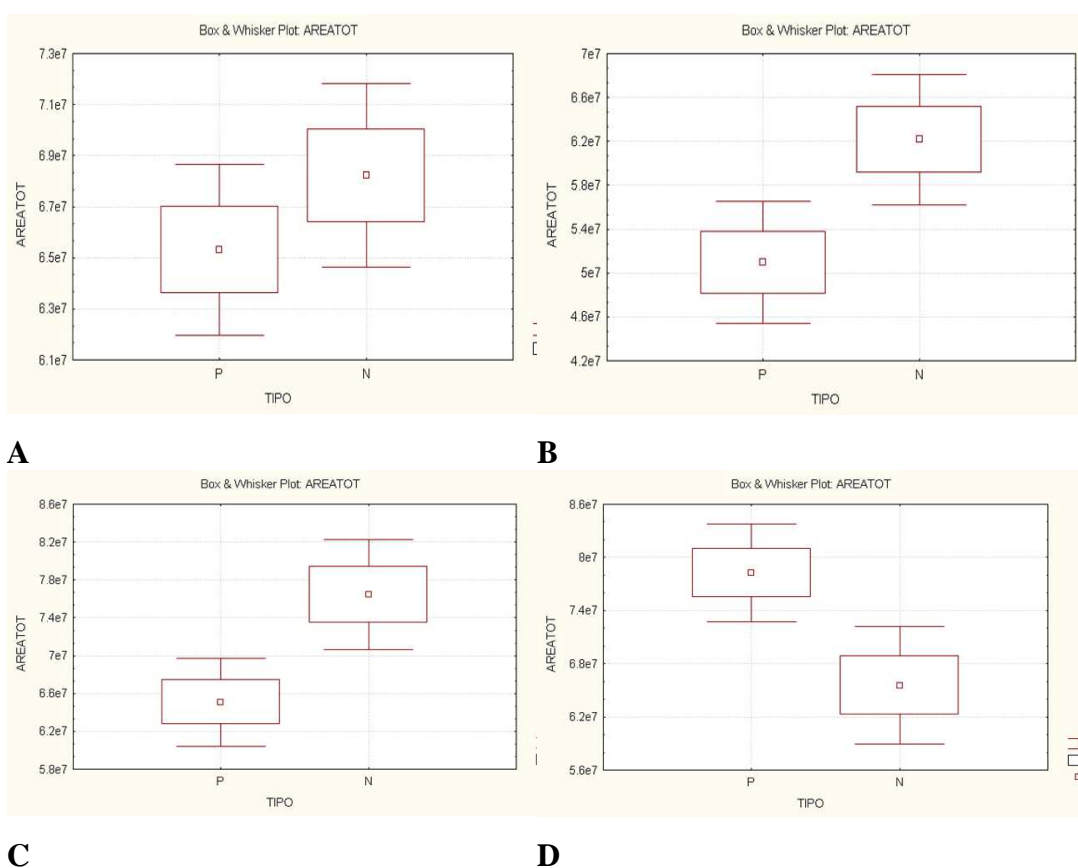 Box & Whisker Plot: AREATOT
7.3e7
7.1e7
6.9e7
6.7e7
6.5e7
6.3e7
6.1e7
AREATOT
P N
TIPO
A
Box & Whisker Plot: AREATOT
7e7
6.6e7
6.2e7
5.8e7
5.4e7
5e7
4.6e7
4.2e7
AREATOT
P N
TIPO
B
Box & Whisker Plot: AREATOT
8.6e7
8.2e7
7.8e7
7.4e7
7e7
6.6e7
6.2e7
5.8e7
AREATOT
P N
TIPO
C
Box & Whisker Plot: AREATOT
8.6e7
8e7
7.4e7
6.8e7
6.2e7
5.6e7
AREATOT
P N
TIPO
D